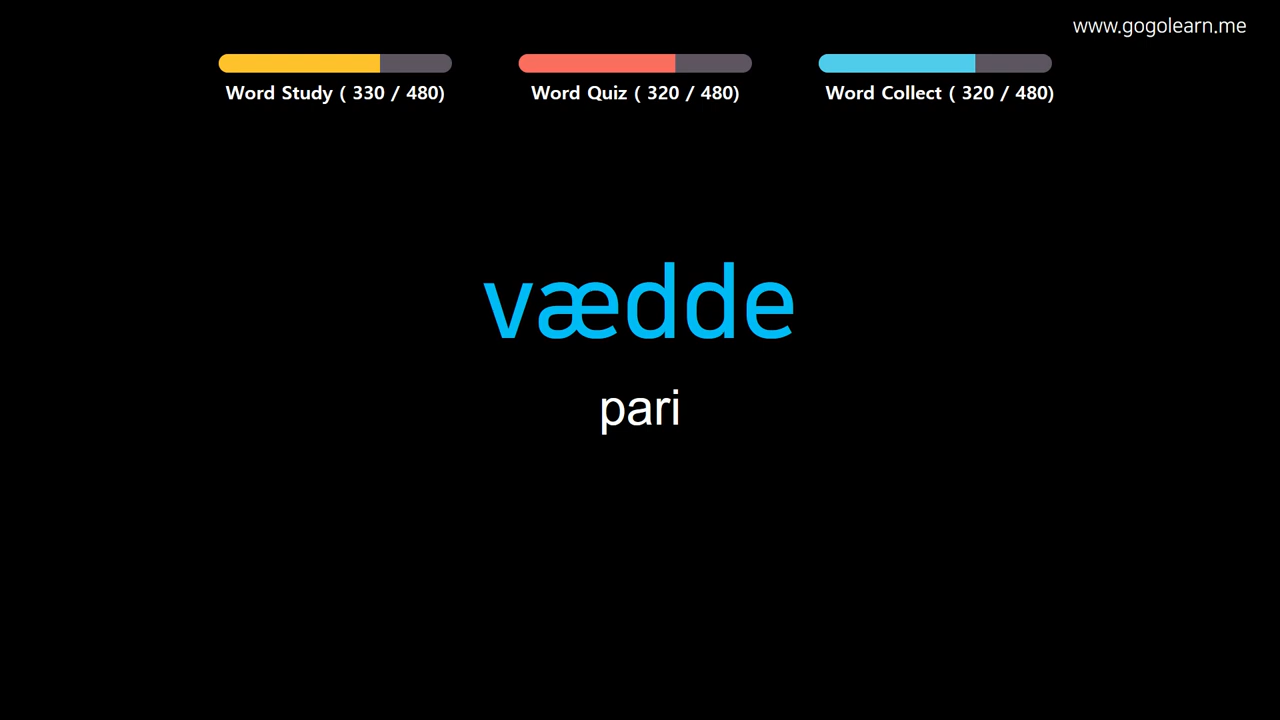 www.gogolearn.me
Word Study ( 330 / 480)
Word Quiz ( 320 / 480)
Word Collect ( 320 / 480)
vædde
pari